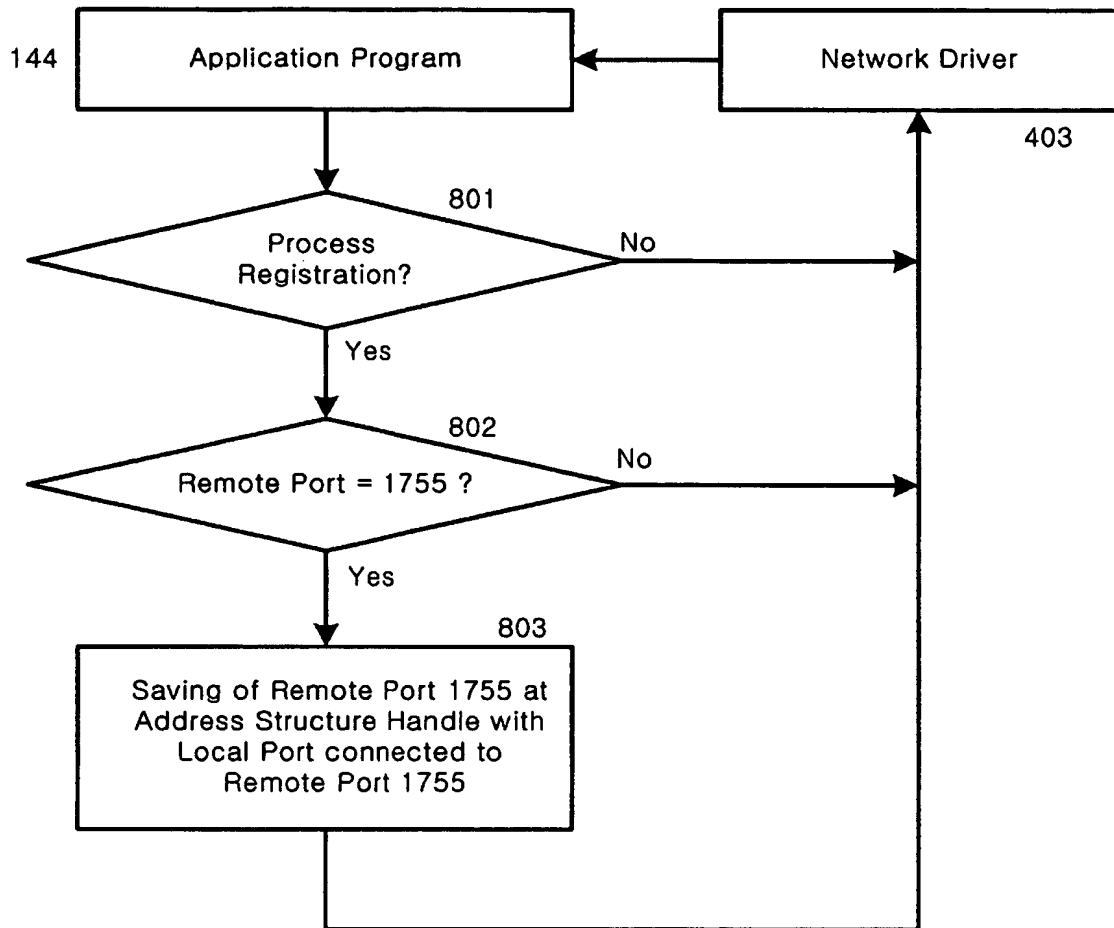 144
Application Program
Network Driver
403
801
Process
Registration?
No
Yes
802
Remote Port = 1755 ?
No
Yes
803
Saving of Remote Port 1755 at
Address Structure Handle with
Local Port connected to
Remote Port 1755